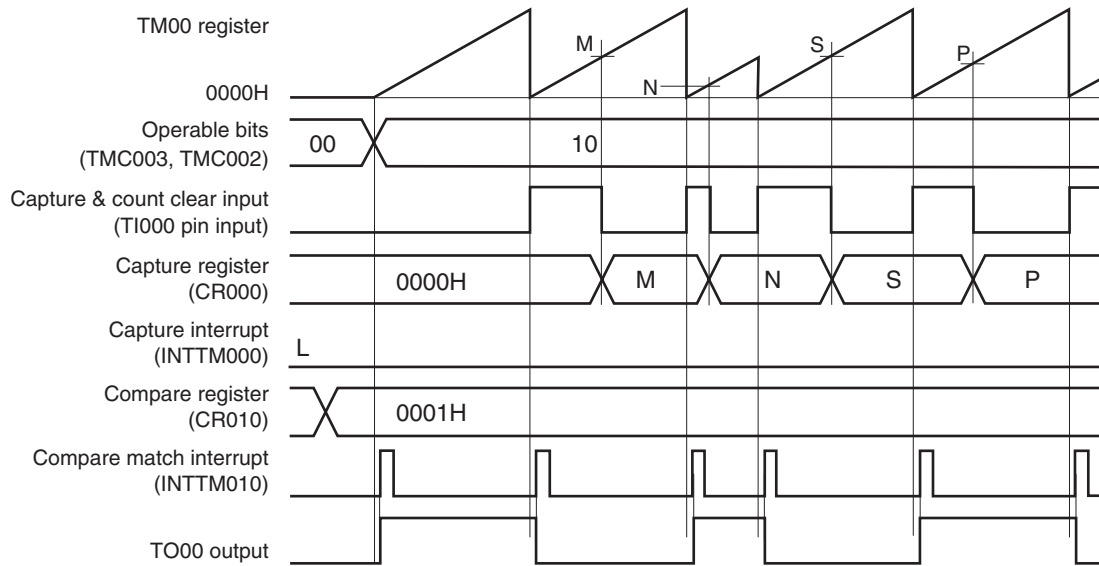 TM00 register
M
S
P
N
0000H
Operable bits
(TMC003, TMC002)
00
10
Capture & count clear input
(TI000 pin input)
Capture register
(CR000)
0000H
M
N
S
P
Capture interrupt
(INTTM000)
L
Compare register
(CR010)
0001H
Compare match interrupt
(INTTM010)
TO00 output